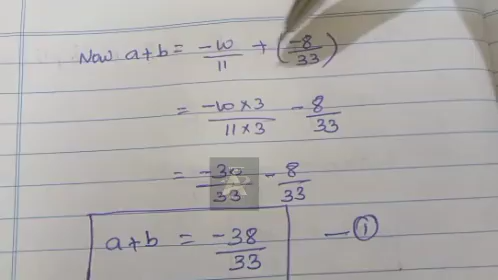 Now a+b = -10/11 + (-8/33)
= -10×3/11×3 - 8/33
= -30/33 - 8/33
a+b = -38/33 — ①